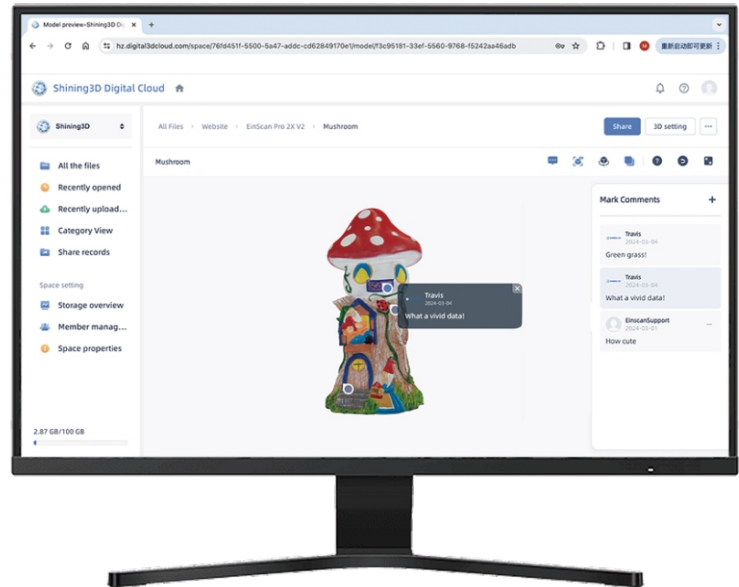 Model preview-Shining3D Di
hz.digital3dcloud.com/space/76fd451f-5500-5a47-addc-cd62849170e1/model/f3c95181-33ef-5560-9768-f5242aa46adb
重新启动即可更新
Shining3D Digital Cloud
Shining3D
All Files › Website › EinScan Pro 2X V2 › Mushroom
Share
3D setting
All the files
Recently opened
Recently upload...
Category View
Share records
Space setting
Storage overview
Member manag...
Space properties
2.87 GB/100 GB
Mushroom
Travis
2024-03-04
What a vivid data!
Mark Comments
Travis
2024-03-04
Green grass!
Travis
2024-03-04
What a vivid data!
EinscanSupport
2024-03-01
How cute